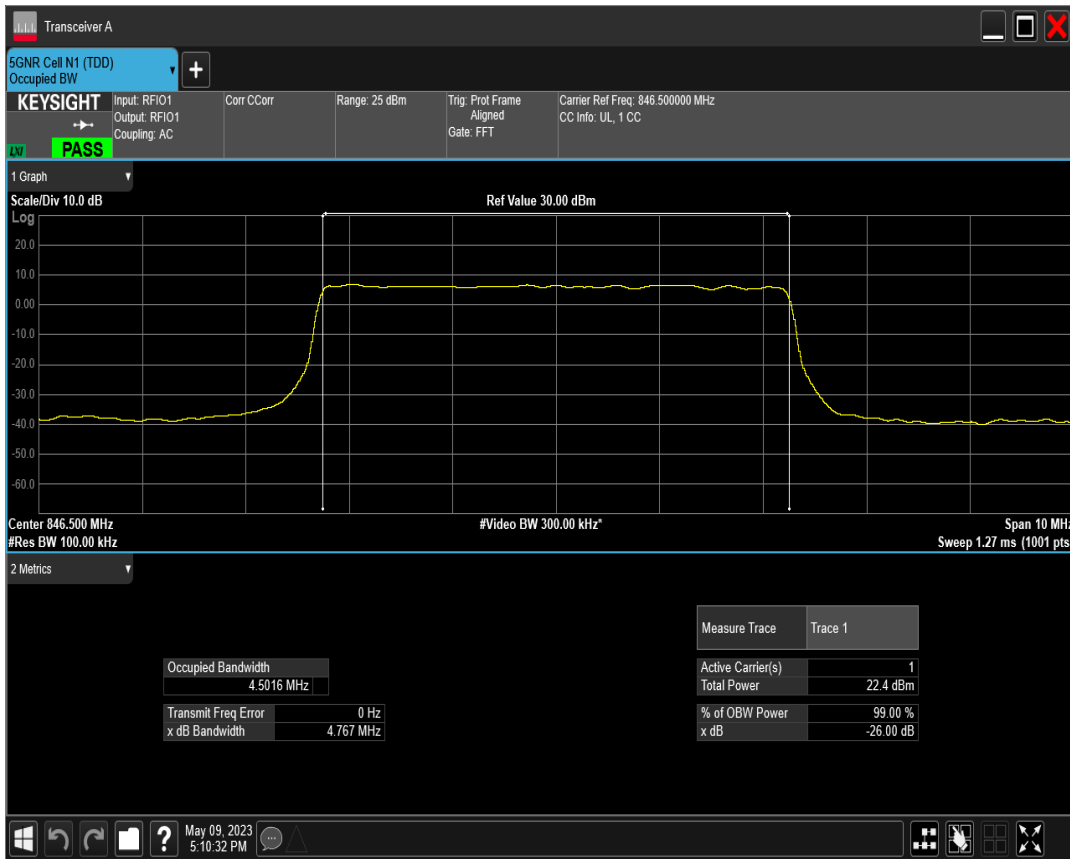 Transceiver A
5GNR Cell N1 (TDD)
Occupied BW
+
KEYSIGHT
LXI
PASS
Input: RFIO1
Output: RFIO1
Coupling: AC
Corr CCorr
Range: 25 dBm
Trig: Prot Frame
Aligned
Gate: FFT
Carrier Ref Freq: 846.500000 MHz
CC Info: UL, 1 CC
1 Graph
Scale/Div 10.0 dB
Ref Value 30.00 dBm
Log
20.0
10.0
0.00
-10.0
-20.0
-30.0
-40.0
-50.0
-60.0
Center 846.500 MHz
#Video BW 300.00 kHz*
Span 10 MHz
#Res BW 100.00 kHz
Sweep 1.27 ms (1001 pts
2 Metrics
Measure Trace Trace 1
Occupied Bandwidth
4.5016 MHz
Active Carrier(s) 1
Total Power 22.4 dBm
Transmit Freq Error 0 Hz
x dB Bandwidth 4.767 MHz
% of OBW Power 99.00 %
x dB -26.00 dB
?
May 09, 2023
5:10:32 PM